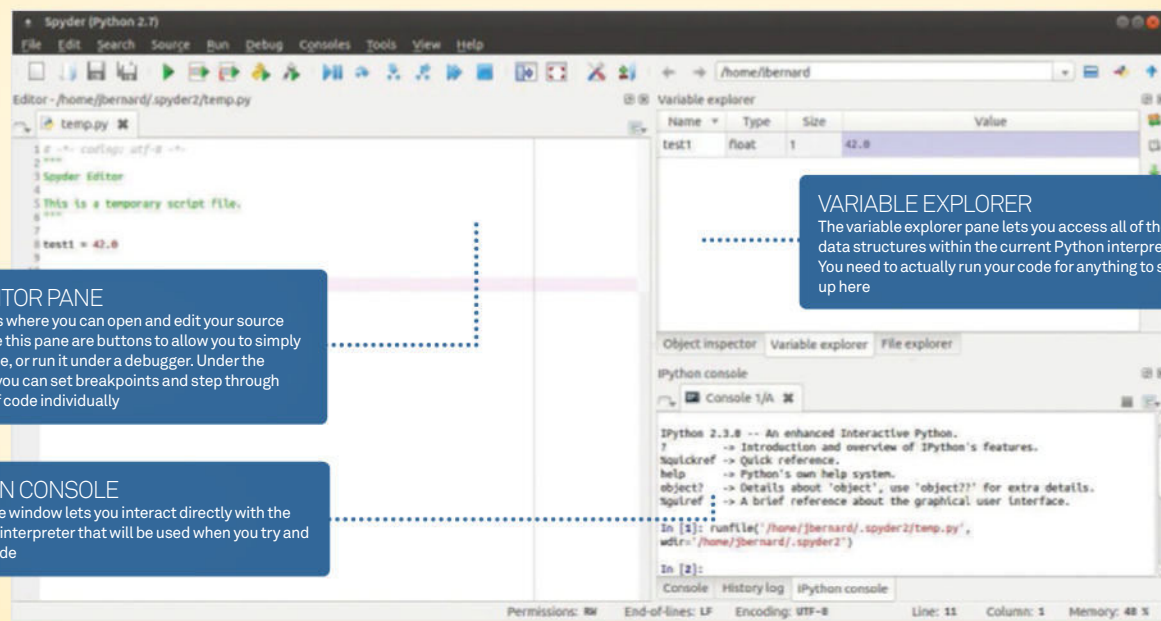 Spyder (Python 2.7)
File Edit Search Source Run Debug Consoles Tools View Help
/home/jbernard
Editor - /home/jbernard/.spyder2/temp.py
temp.py
1 # -*- coding: utf-8 -*-
2 """
3 Spyder Editor
4
5 This is a temporary script file.
6 """
7
8 test1 = 42.0
9
Variable explorer
Name Type Size Value
test1 float 1 42.0
VARIABLE EXPLORER
The variable explorer pane lets you access all of th
data structures within the current Python interpre
You need to actually run your code for anything to s
up here
ITOR PANE
s where you can open and edit your source
e this pane are buttons to allow you to simply
e, or run it under a debugger. Under the
you can set breakpoints and step through
f code individually
Object inspector Variable explorer File explorer
IPython console
Console 1/A
IPython 2.3.0 -- An enhanced Interactive Python.
? -> Introduction and overview of IPython's features.
%quickref -> Quick reference.
help -> Python's own help system.
object? -> Details about 'object', use 'object??' for extra details.
%guiref -> A brief reference about the graphical user interface.
In [1]: runfile('/home/jbernard/.spyder2/temp.py',
wdir='/home/jbernard/.spyder2')
In [2]:
N CONSOLE
e window lets you interact directly with the
interpreter that will be used when you try and
de
Console History log IPython console
Permissions: RW End-of-lines: LF Encoding: UTF-8 Line: 11 Column: 1 Memory: 48 %